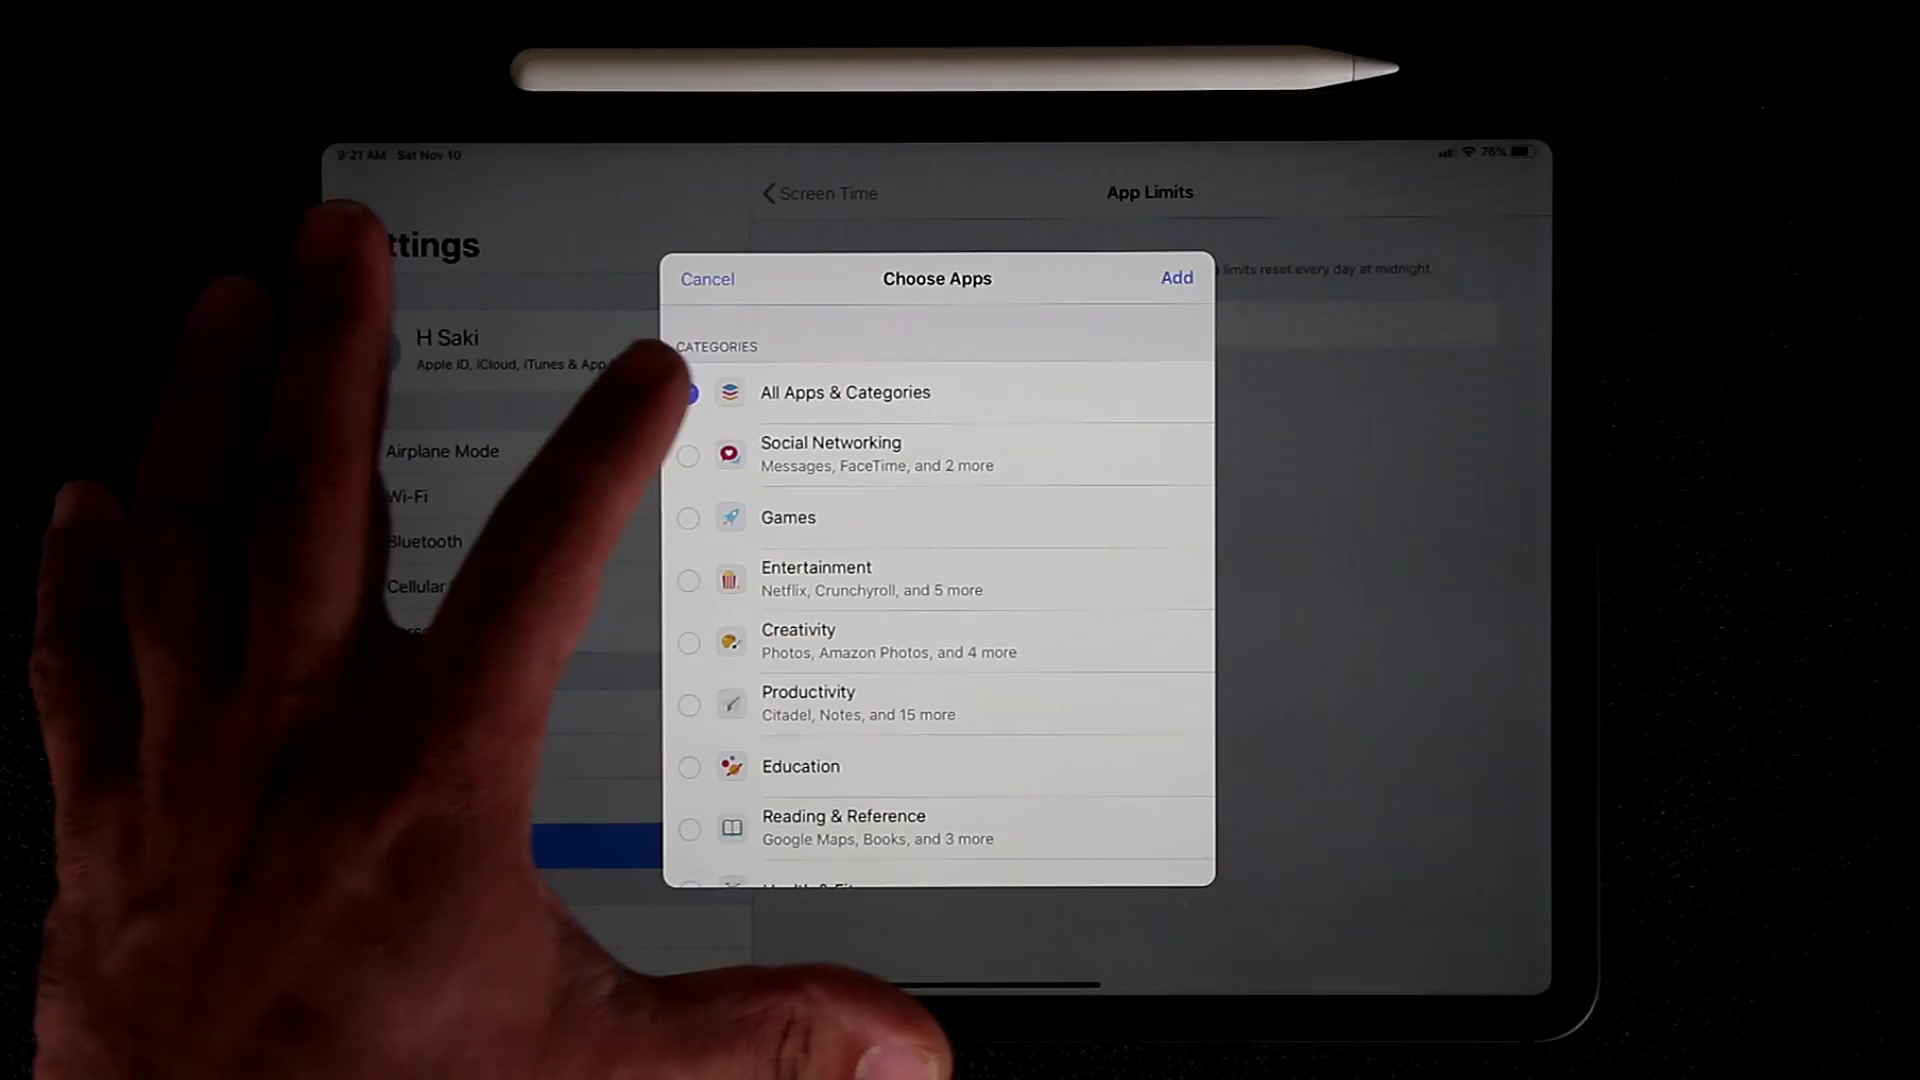 9:21 AM Sat Nov 10
76%
Screen Time
App Limits
ttings
limits reset every day at midnight.
Cancel
Choose Apps
Add
H Saki
Apple ID, iCloud, iTunes & App
CATEGORIES
All Apps & Categories
Social Networking
Messages, FaceTime, and 2 more
Airplane Mode
Wi-Fi
Games
Bluetooth
Entertainment
Netflix, Crunchyroll, and 5 more
Cellular
Creativity
Photos, Amazon Photos, and 4 more
Productivity
Citadel, Notes, and 15 more
Education
Reading & Reference
Google Maps, Books, and 3 more